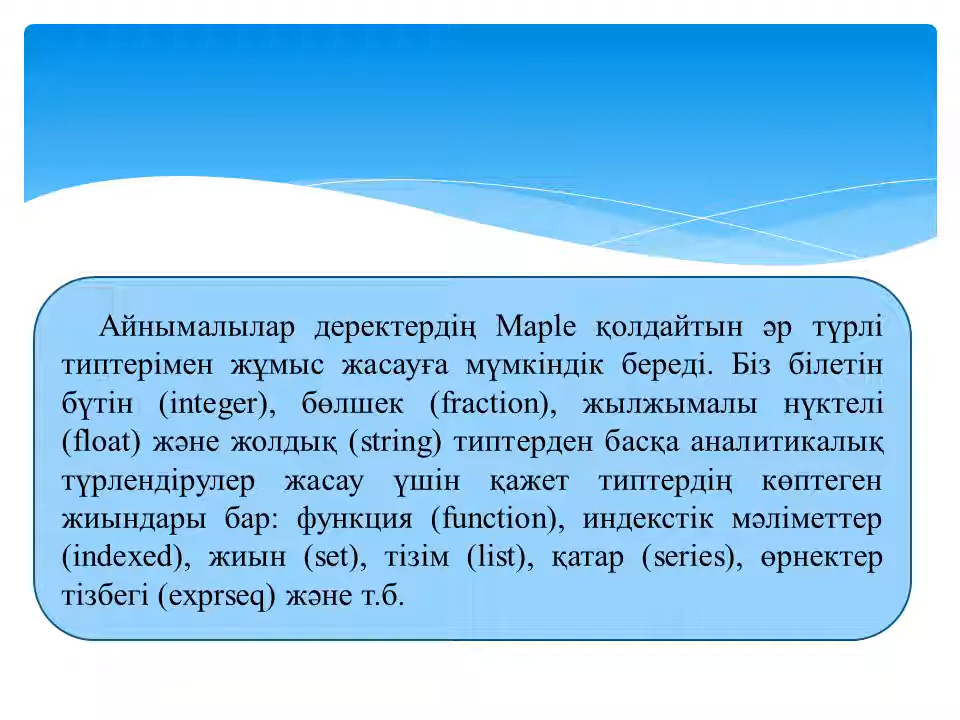 Айнымалылар деректердің Maple қолдайтын әр түрлі
типтерімен жұмыс жасауға мүмкіндік береді. Біз білетін
бүтін (integer), бөлшек (fraction), жылжымалы нүктелі
(float) және жолдық (string) типтерден басқа аналитикалық
түрлендірулер жасау үшін қажет типтердің көптеген
жиындары бар: функция (function), индекстік мәліметтер
(indexed), жиын (set), тізім (list), қатар (series), өрнектер
тізбегі (exprseq) және т.б.